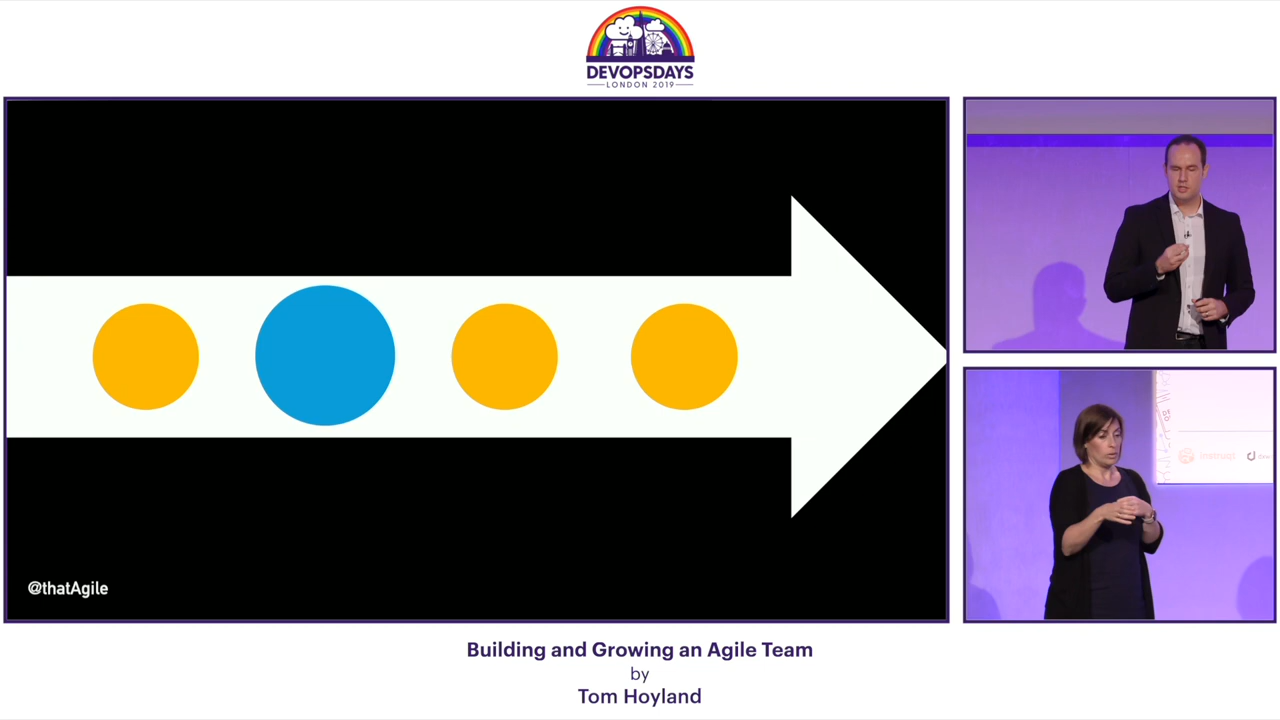 DEVOPSDAYS
LONDON 2019
@thatAgile
Building and Growing an Agile Team
by
Tom Hoyland